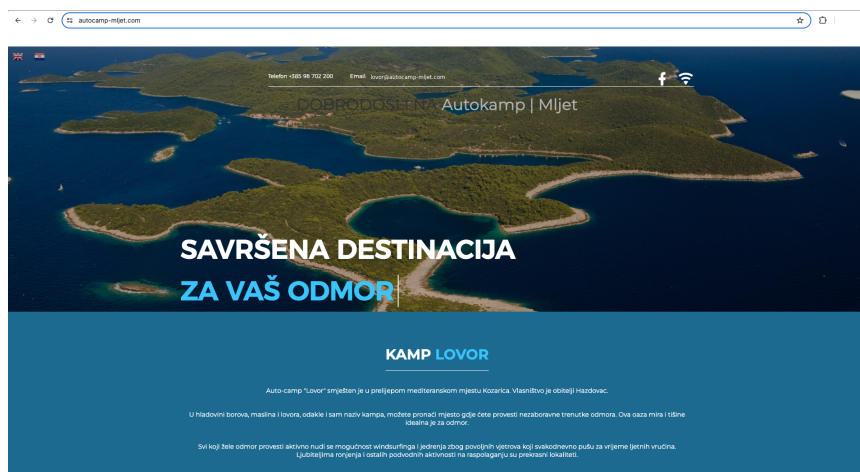 autocamp-mljet.com
Telefon +385 98 702 200 Email lovor@autocamp-mljet.com
DOBRODOŠLI NA Autokamp | Mljet
SAVRŠENA DESTINACIJA
ZA VAŠ ODMOR
KAMP LOVOR
Auto-camp "Lovor" smješten je u prelijepom mediteranskom mjestu Kozarica. Vlasništvo je obitelji Hazdovac.
U hladovini borova, maslina i lovora, odakle i sam naziv kampa, možete pronaći mjesto gdje ćete provesti nezaboravne trenutke odmora. Ova oaza mira i tišine
idealna je za odmor.
Svi koji žele odmor provesti aktivno nudi se mogućnost windsurfinga i jedrenja zbog povoljnih vjetrova koji svakodnevno pušu za vrijeme ljetnih vrućina.
Ljubiteljima ronjenja i ostalih podvodnih aktivnosti na raspolaganju su prekrasni lokaliteti.